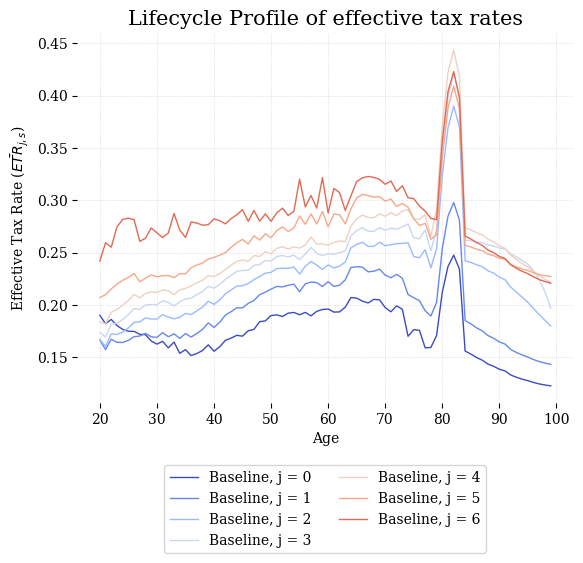 Lifecycle Profile of effective tax rates
Effective Tax Rate (ETR̄j,s)
0.45
0.40
0.35
0.30
0.25
0.20
0.15
20 30 40 50 60 70 80 90 100
Age
Baseline, j = 0
Baseline, j = 1
Baseline, j = 2
Baseline, j = 3
Baseline, j = 4
Baseline, j = 5
Baseline, j = 6